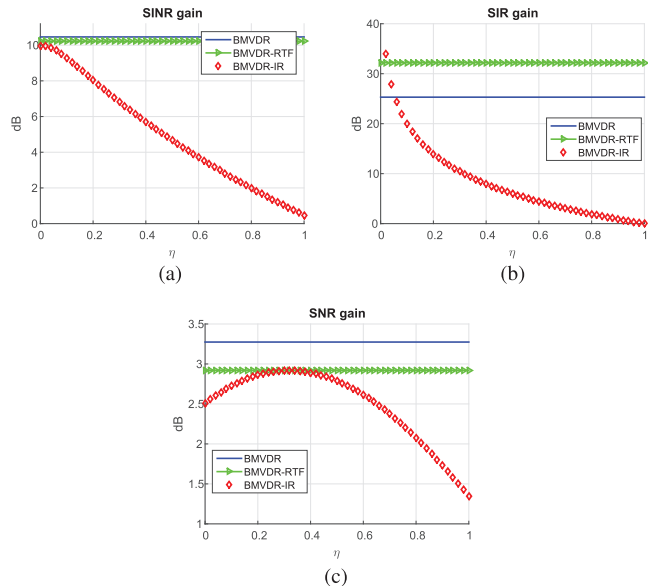 SINR gain
10
8
6
4
2
0
dB
0
0.2
0.4
0.6
0.8
1
η
BMVDR
BMVDR-RTF
BMVDR-IR
(a)
SIR gain
40
30
20
10
0
dB
0
0.2
0.4
0.6
0.8
1
η
BMVDR
BMVDR-RTF
BMVDR-IR
(b)
SNR gain
3.5
3
2.5
2
1.5
1
dB
0
0.2
0.4
0.6
0.8
1
η
BMVDR
BMVDR-RTF
BMVDR-IR
(c)